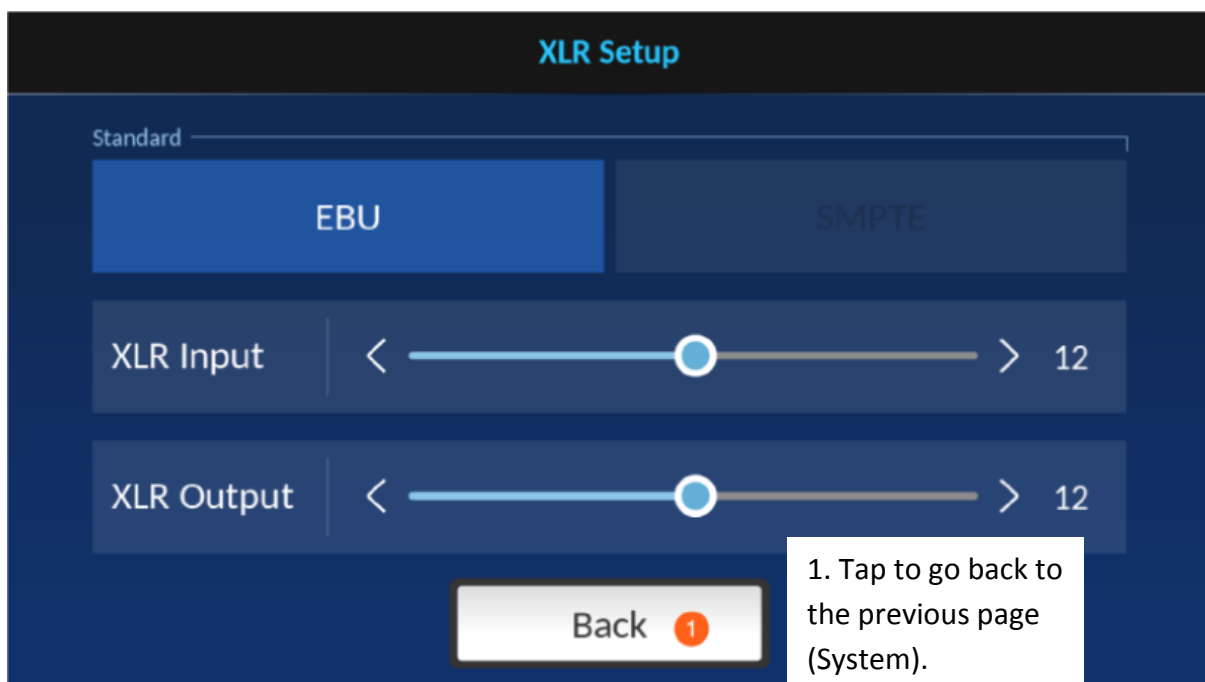 XLR Setup
Standard
EBU
SMPTE
XLR Input
12
XLR Output
12
Back 1
1. Tap to go back to
the previous page
(System).